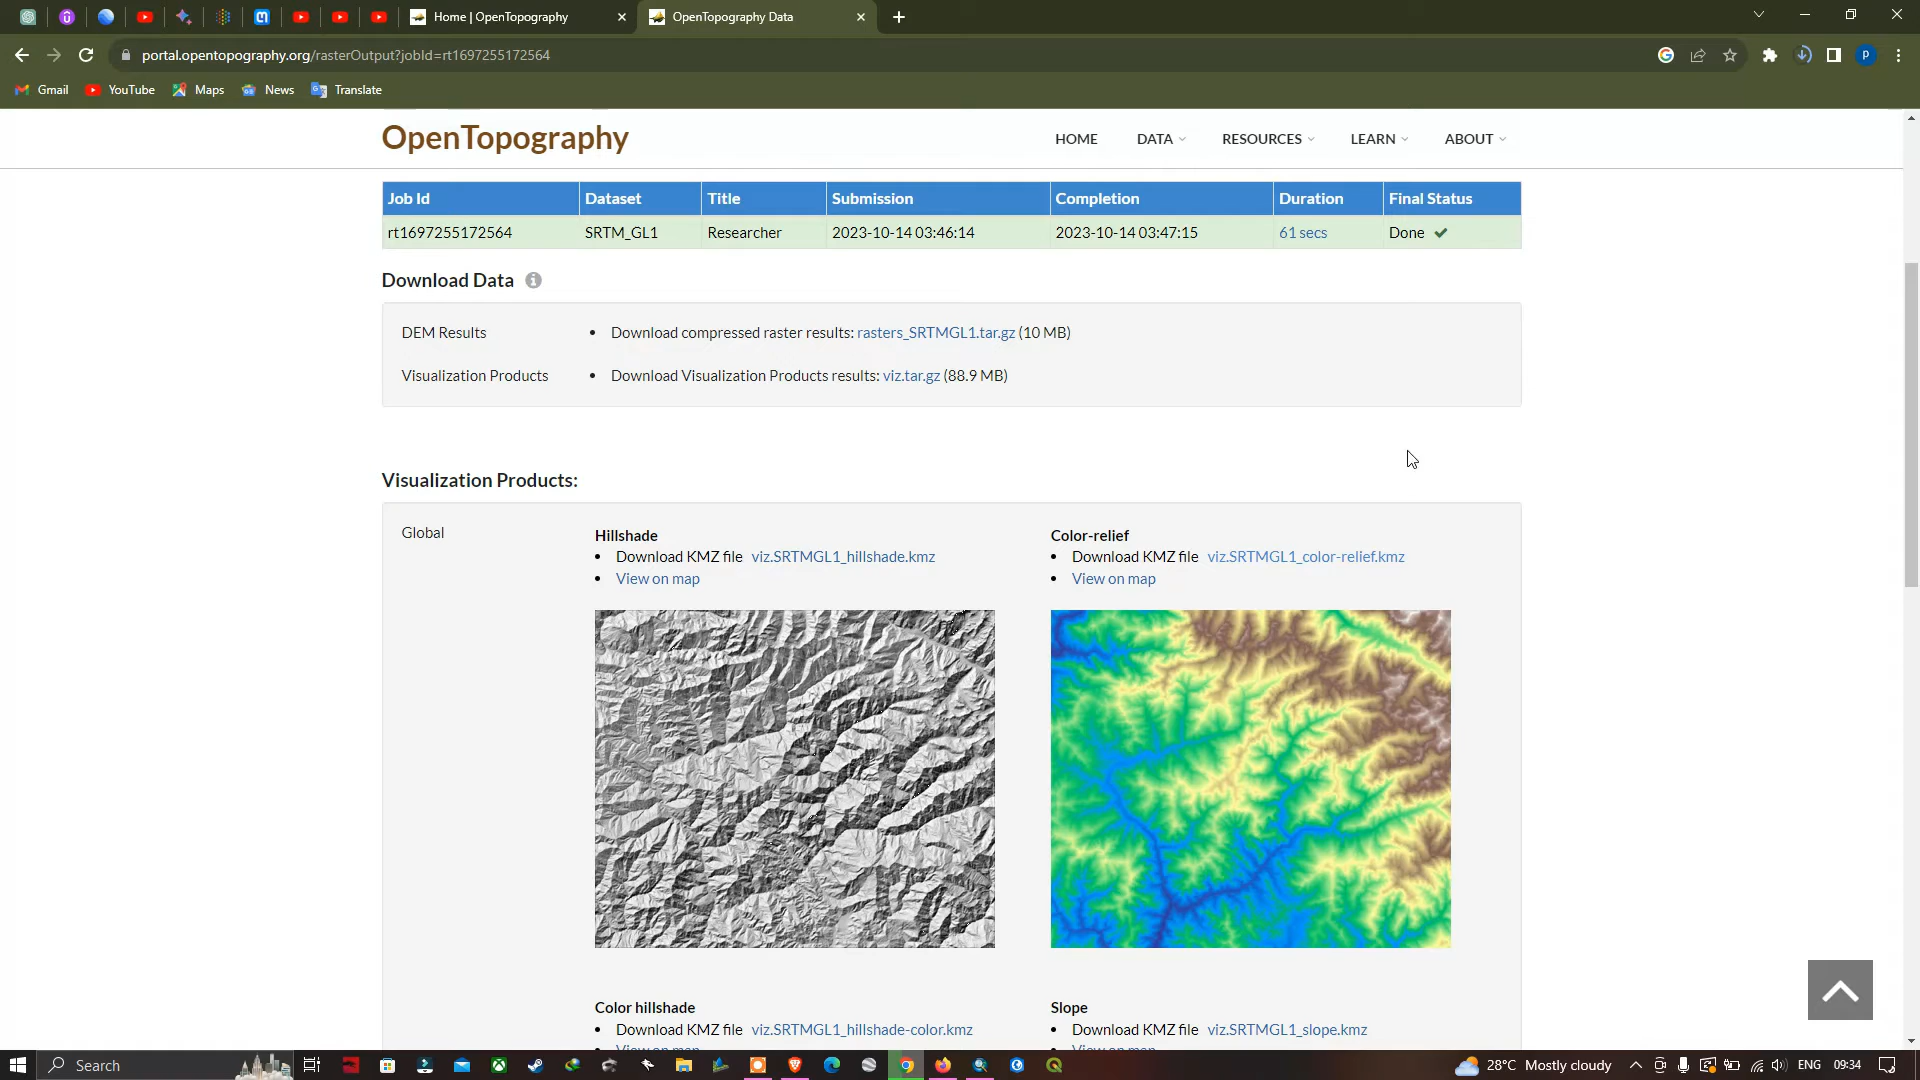 Home | OpenTopography
OpenTopography Data
portal.opentopography.org/rasterOutput?jobId=rt1697255172564
P
Gmail YouTube Maps News Translate
OpenTopography
HOME DATA RESOURCES LEARN ABOUT
Job Id Dataset Title Submission Completion Duration Final Status
rt1697255172564 SRTM_GL1 Researcher 2023-10-14 03:46:14 2023-10-14 03:47:15 61 secs Done
Download Data
DEM Results • Download compressed raster results: rasters_SRTMGL1.tar.gz (10 MB)
Visualization Products • Download Visualization Products results: viz.tar.gz (88.9 MB)
Visualization Products:
Global
Hillshade
• Download KMZ file viz.SRTMGL1_hillshade.kmz
• View on map
Color-relief
• Download KMZ file viz.SRTMGL1_color-relief.kmz
• View on map
Color hillshade
• Download KMZ file viz.SRTMGL1_hillshade-color.kmz
• View on map
Slope
• Download KMZ file viz.SRTMGL1_slope.kmz
• View on map
Search
28°C Mostly cloudy ENG 09:34